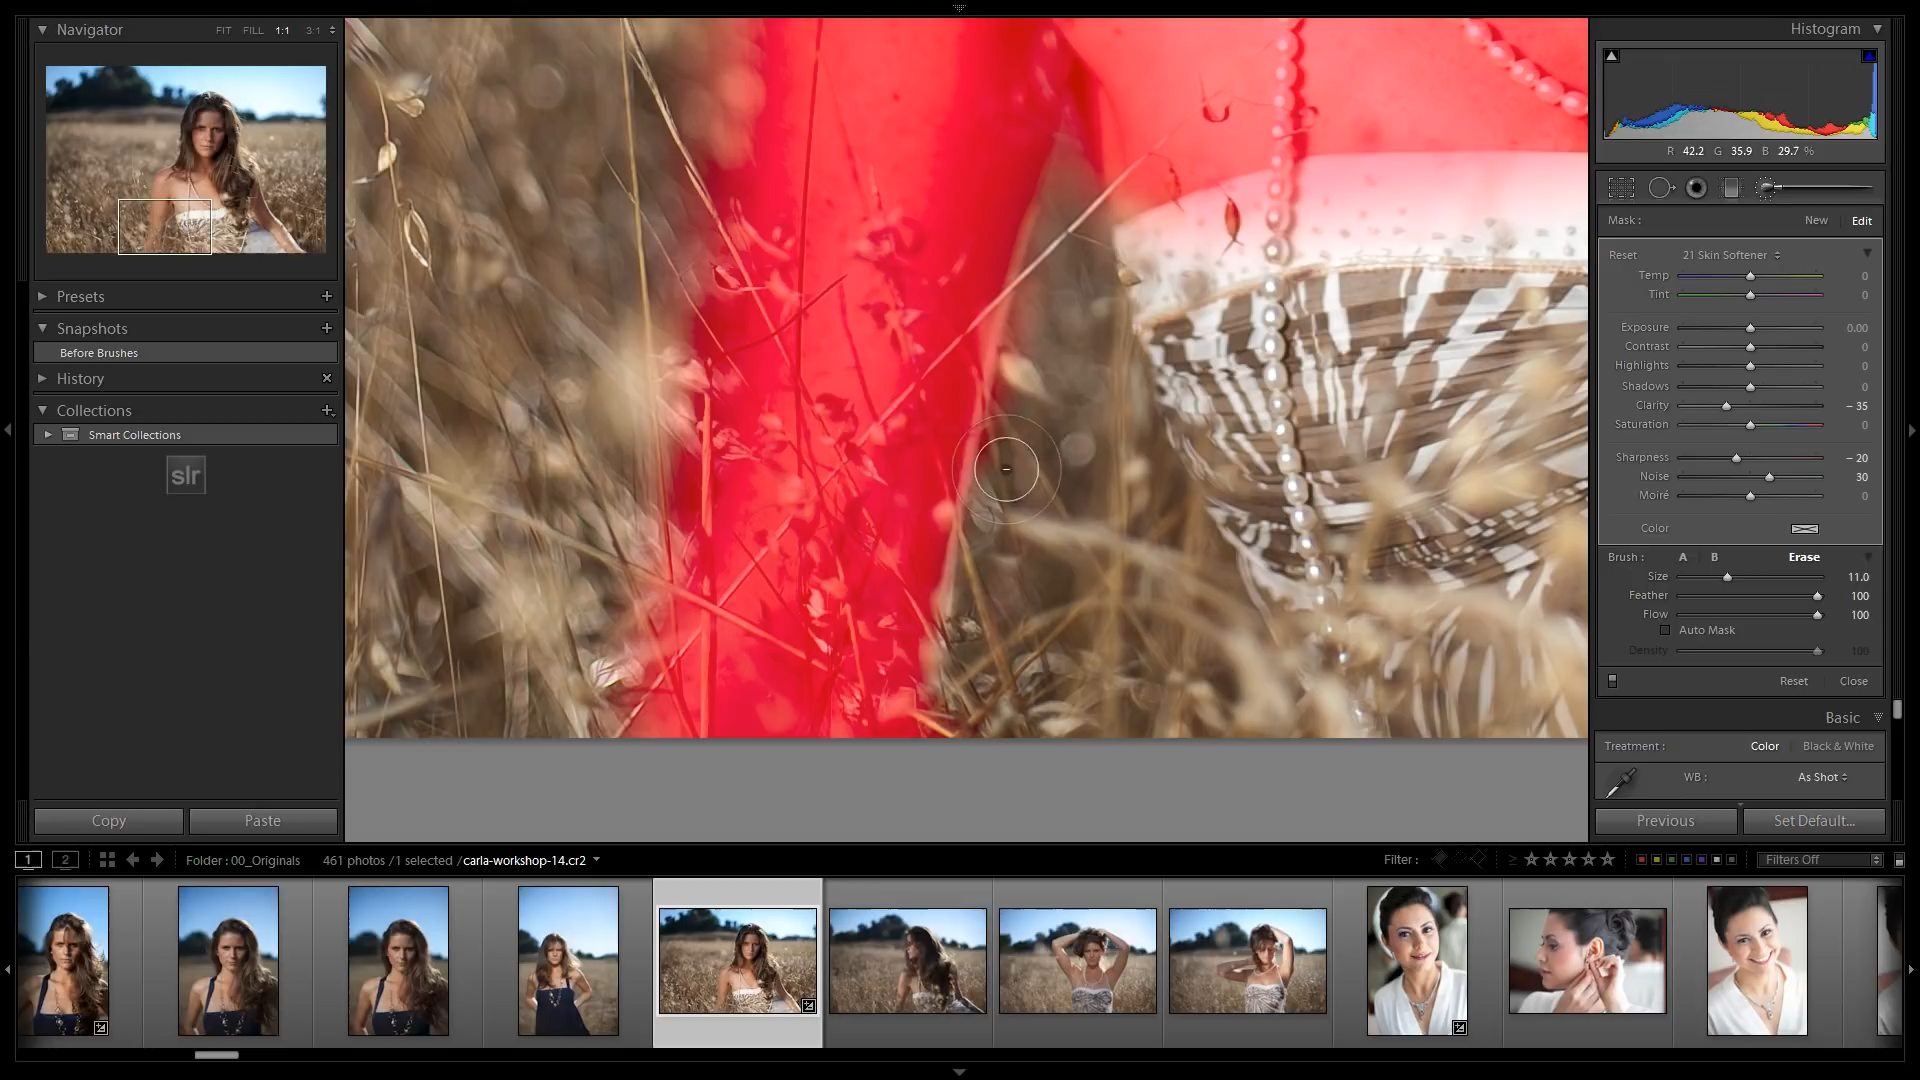 Navigator FIT FILL 1:1 3:1
Presets
Snapshots
Before Brushes
History
Collections
Smart Collections
slr
Copy Paste
Histogram
R 42.2 G 35.9 B 29.7 %
Mask : New Edit
Reset 21 Skin Softener
Temp 0
Tint 0
Exposure 0.00
Contrast 0
Highlights 0
Shadows 0
Clarity – 35
Saturation 0
Sharpness – 20
Noise 30
Moiré 0
Color
Brush : A B Erase
Size 11.0
Feather 100
Flow 100
Auto Mask
Density 100
Reset Close
Basic
Treatment : Color Black & White
WB : As Shot
Previous Set Default...
1 2 Folder : 00_Originals 461 photos /1 selected /carla-workshop-14.cr2 Filter : ≥ Filters Off